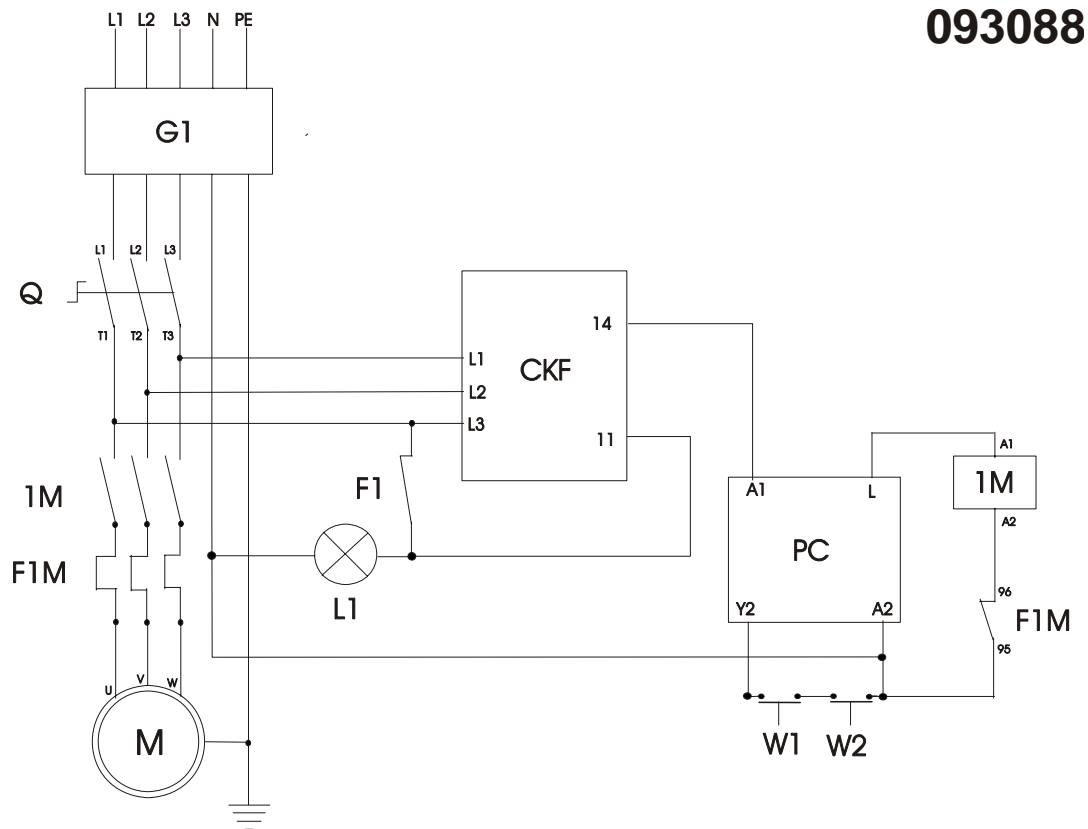 093088
L1 L2 L3 N PE
G1
L1 L2 L3
Q
T1 T2 T3
14
L1
CKF
L2
L3
11
A1
F1
A1 L
1M
1M
A2
PC
F1M
96
Y2 A2
F1M
L1
95
U V W
M
W1 W2